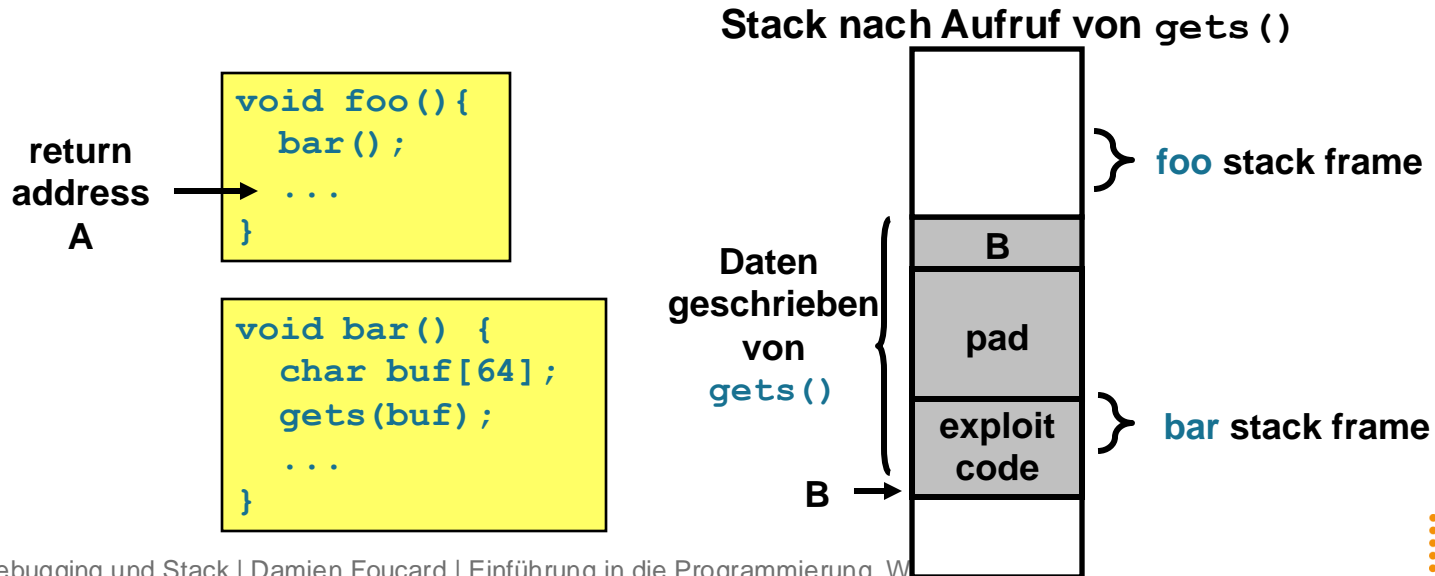 Stack nach Aufruf von gets()
return
address
A
void foo(){
bar();
...
}
void bar() {
char buf[64];
gets(buf);
...
}
Daten
geschrieben
von
gets()
B
pad
exploit
code
B
foo stack frame
bar stack frame
ebugging und Stack | Damien Foucard | Einführung in die Programmierung, W